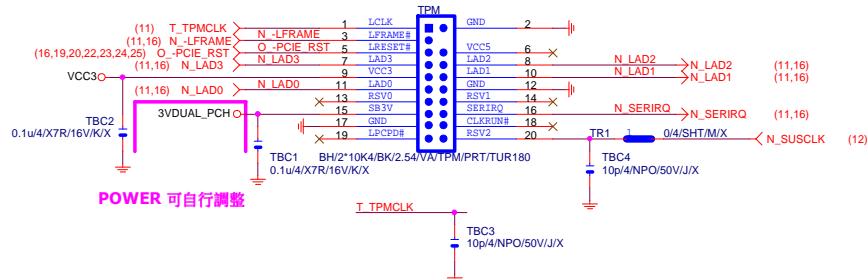 TPM
(11) T_TPMCLK 1 LCLK GND 2
(11,16) N_-LFRAME 3 LFRAME#
(16,19,20,22,23,24,25) O_-PCIE_RST 5 LRESET# VCC5 6
(11,16) N_LAD3 N_LAD3 7 LAD3 LAD2 8 N_LAD2 N_LAD2 (11,16)
VCC3 9 VCC3 LAD1 10 N_LAD1 N_LAD1 (11,16)
(11,16) N_LAD0 N_LAD0 11 LAD0 GND 12
13 RSV0 RSV1 14
3VDUAL_PCH 15 SB3V SERIRQ 16 N_SERIRQ N_SERIRQ (11,16)
17 GND CLKRUN# 18
19 LPCPD# RSV2 20 TR1 1 0/4/SHT/M/X N_SUSCLK (12)
TBC2
0.1u/4/X7R/16V/K/X
BH/2*10K4/BK/2.54/VA/TPM/PRT/TUR180
TBC1
0.1u/4/X7R/16V/K/X
TBC4
10p/4/NPO/50V/J/X
POWER 可自行調整
T_TPMCLK
TBC3
10p/4/NPO/50V/J/X